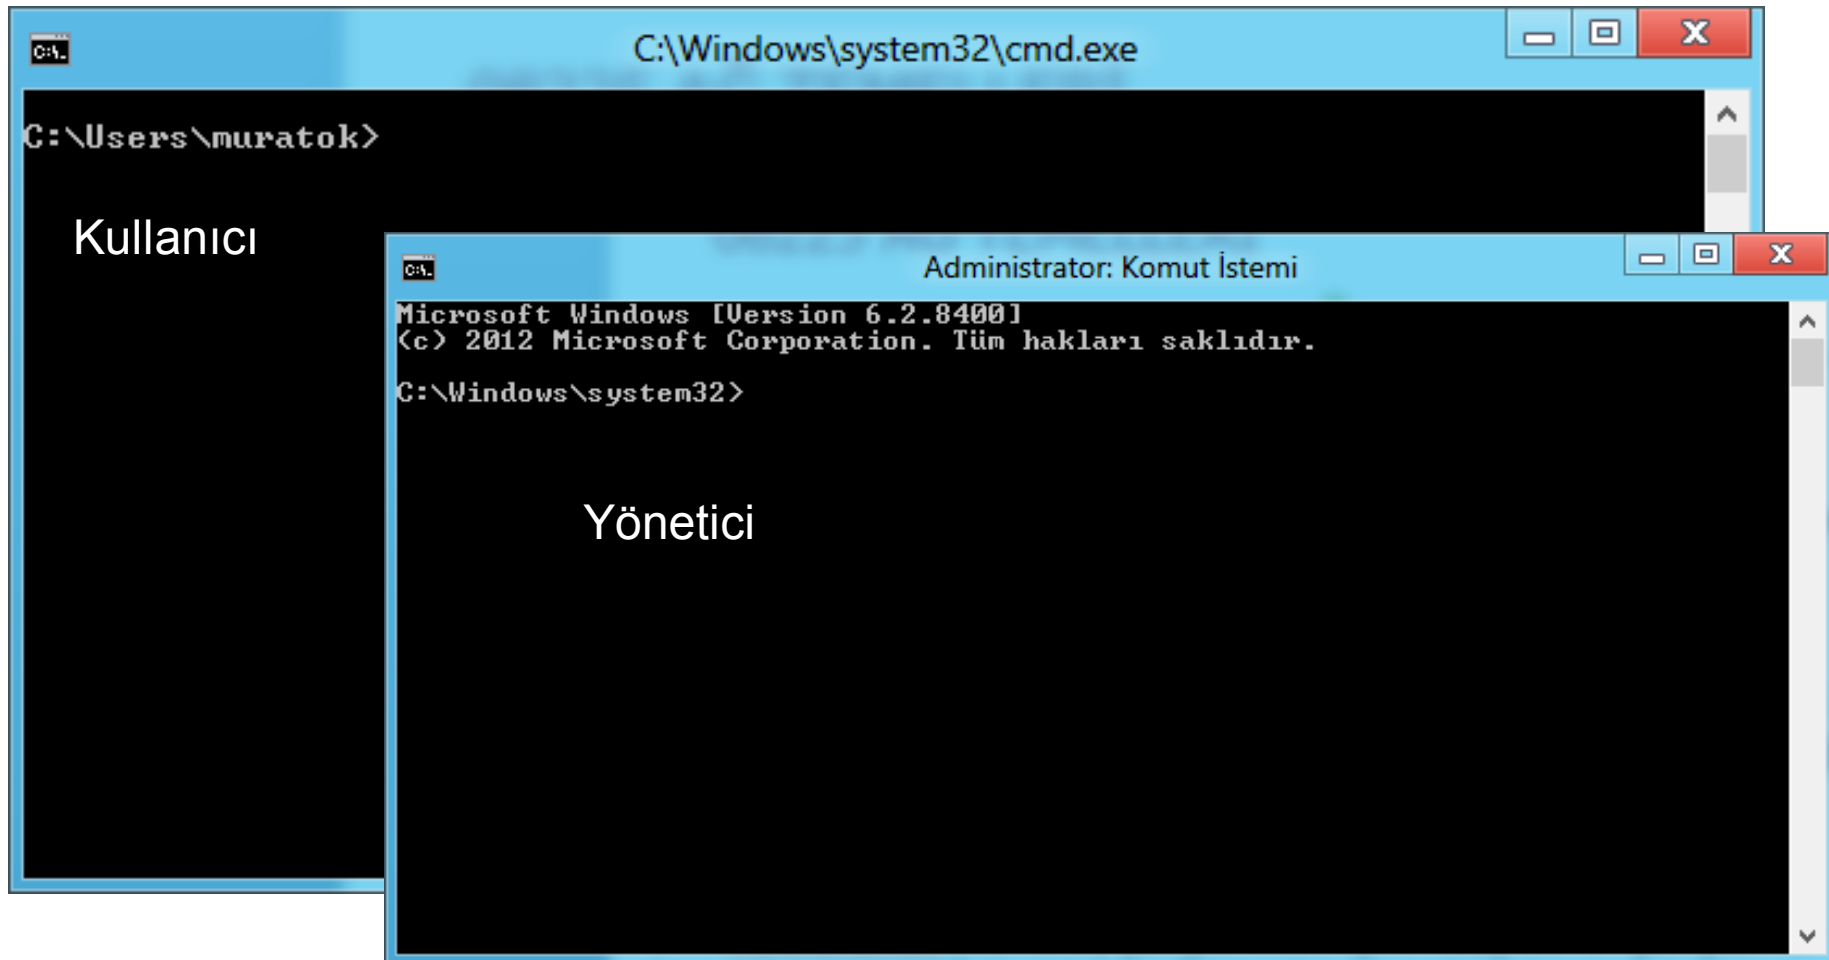 C:\Windows\system32\cmd.exe
C:\Users\muratok>
Kullanıcı
Administrator: Komut İstemi
Microsoft Windows [Version 6.2.8400]
(c) 2012 Microsoft Corporation. Tüm hakları saklıdır.
C:\Windows\system32>
Yönetici